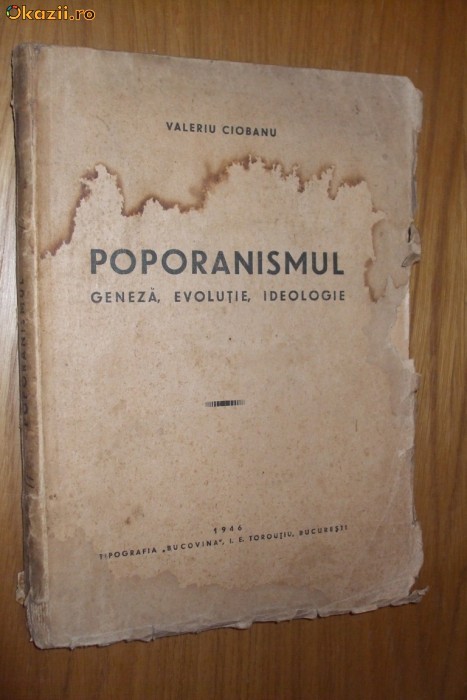 Okazii.ro
VALERIU CIOBANU
POPORANISMUL
GENEZĂ, EVOLUȚIE, IDEOLOGIE
1946
TIPOGRAFIA „BUCOVINA", I. E. TOROUȚIU, BUCUREȘTI
POPORANISMUL